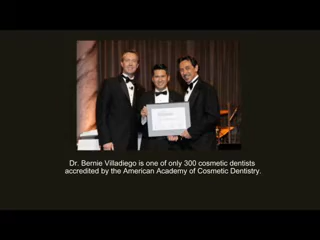 Dr. Bernie Villadiego is one of only 300 cosmetic dentists
accredited by the American Academy of Cosmetic Dentistry.